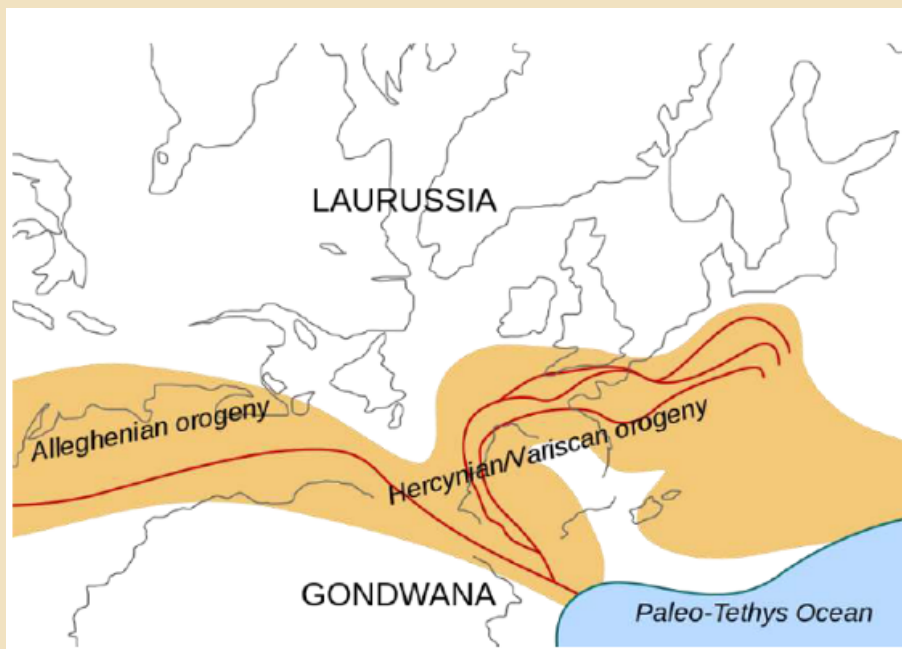 LAURUSSIA
Alleghenian orogeny
Hercynian/Variscan orogeny
GONDWANA
Paleo-Tethys Ocean